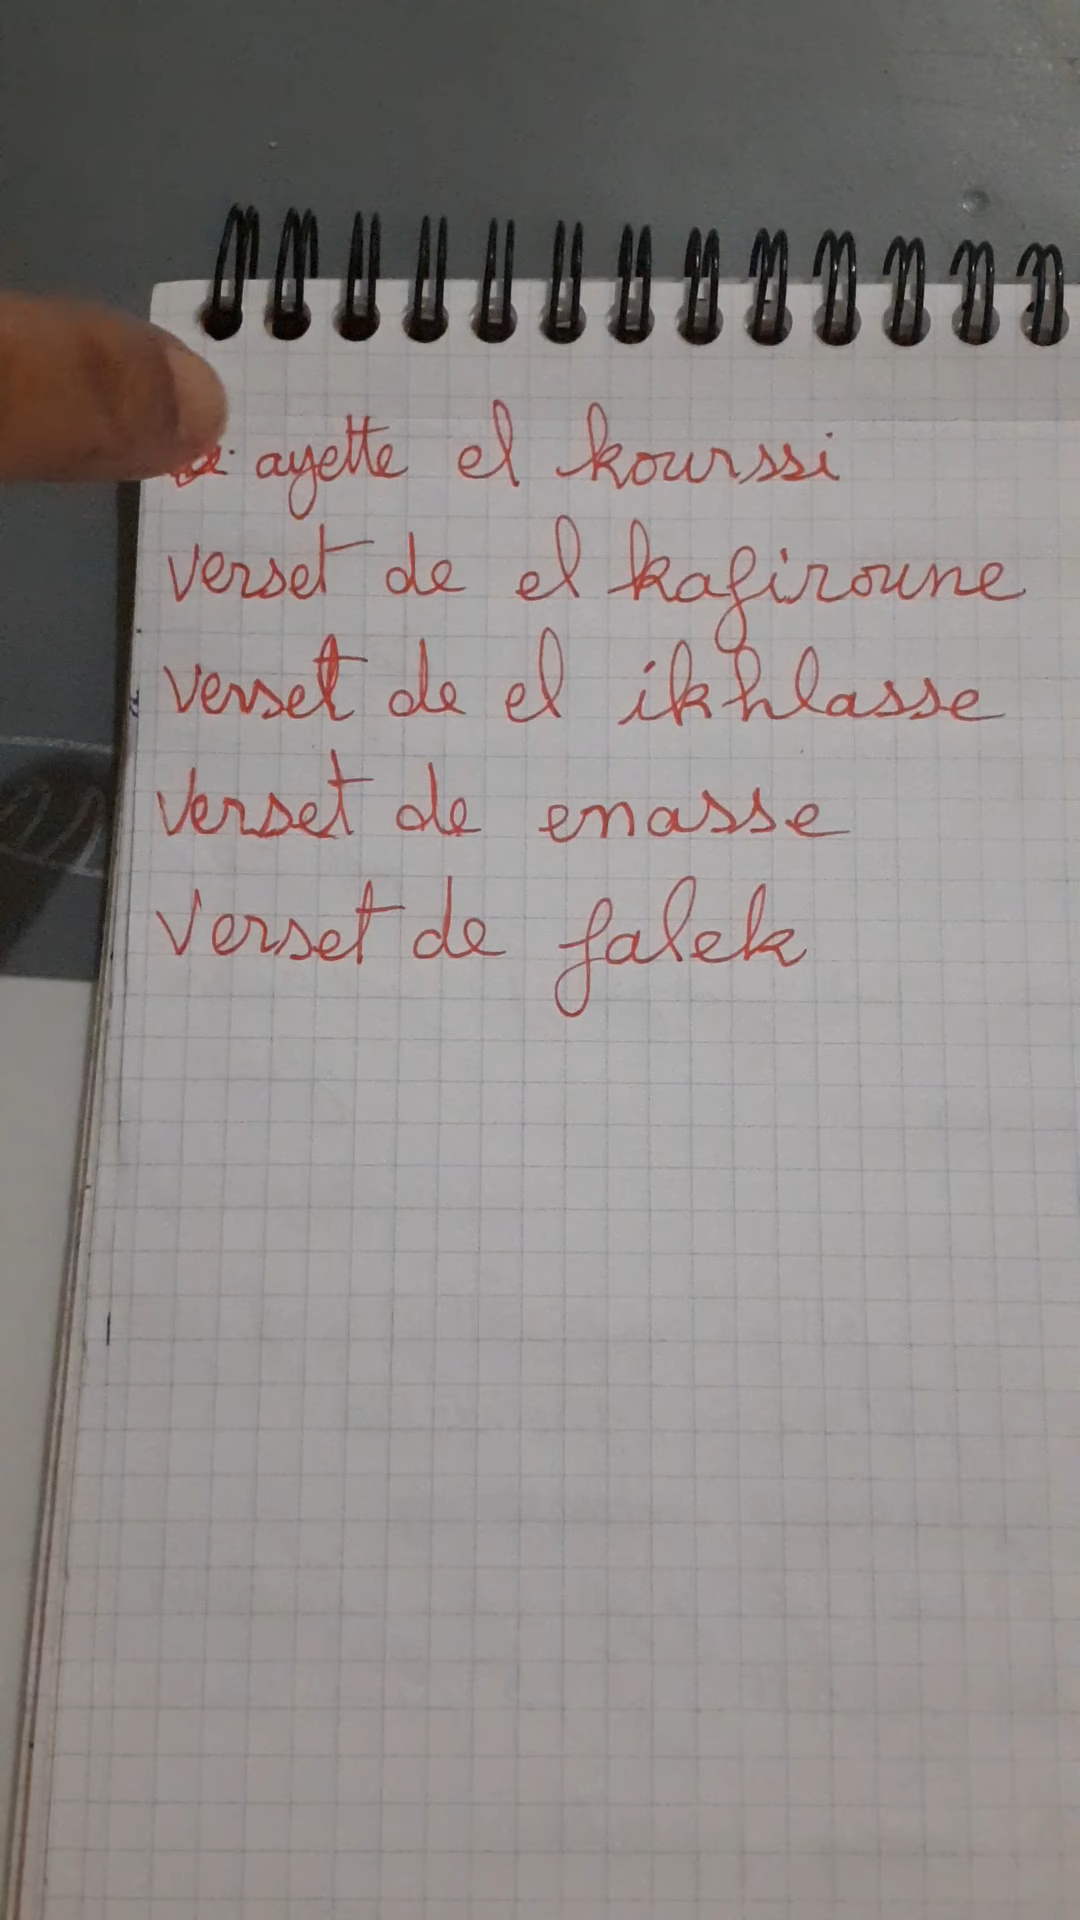 ayette el kourssi
verset de el kafiroune
verset de el ikhlasse
verset de enasse
verset de falek